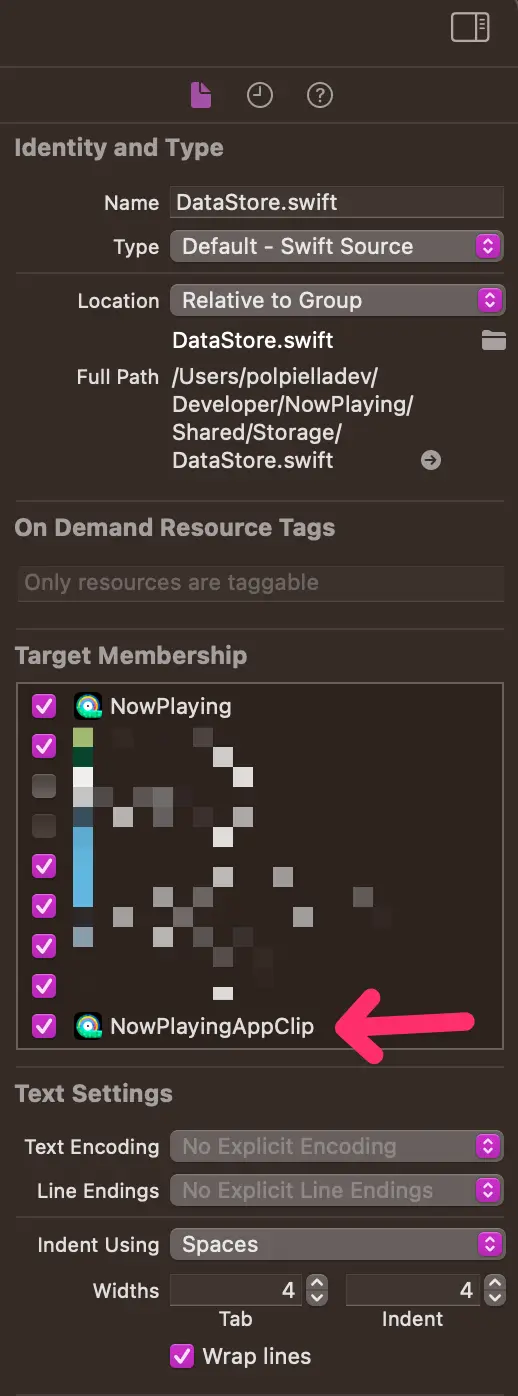 Identity and Type
Name DataStore.swift
Type Default - Swift Source
Location Relative to Group
DataStore.swift
Full Path /Users/polpielladev/
Developer/NowPlaying/
Shared/Storage/
DataStore.swift
On Demand Resource Tags
Only resources are taggable
Target Membership
NowPlaying
NowPlayingAppClip
Text Settings
Text Encoding No Explicit Encoding
Line Endings No Explicit Line Endings
Indent Using Spaces
Widths 4 4
Tab Indent
Wrap lines